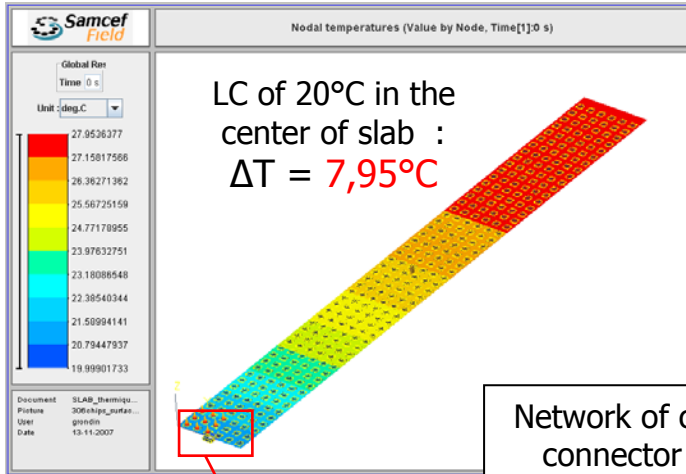 Samcef
Field
Nodal temperatures (Value by Node, Time[1]:0 s)
Global Res
Time 0 s
Unit : deg.C
27.9536377
27.15817566
26.36271362
25.56725159
24.77178955
23.97632751
23.18086548
22.38540344
21.58994141
20.79447937
19.99901733
LC of 20°C in the
center of slab :
ΔT = 7,95°C
Document SLAB_thermiqu...
Picture 306chips_surfac...
User grondin
Date 13-11-2007
Network of
connector